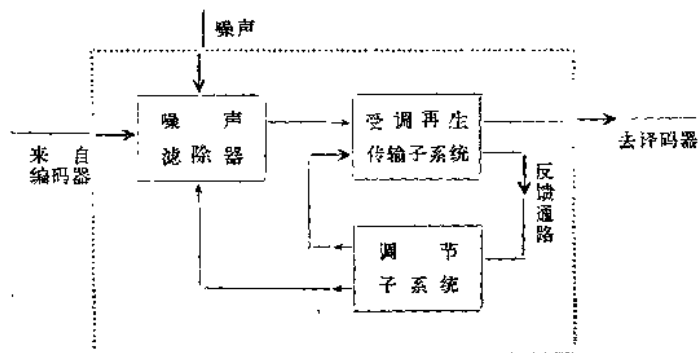 噪声
噪声
滤除器
受调再生
传输子系统
来自
编码器
去译码器
反馈通路
调节
子系统